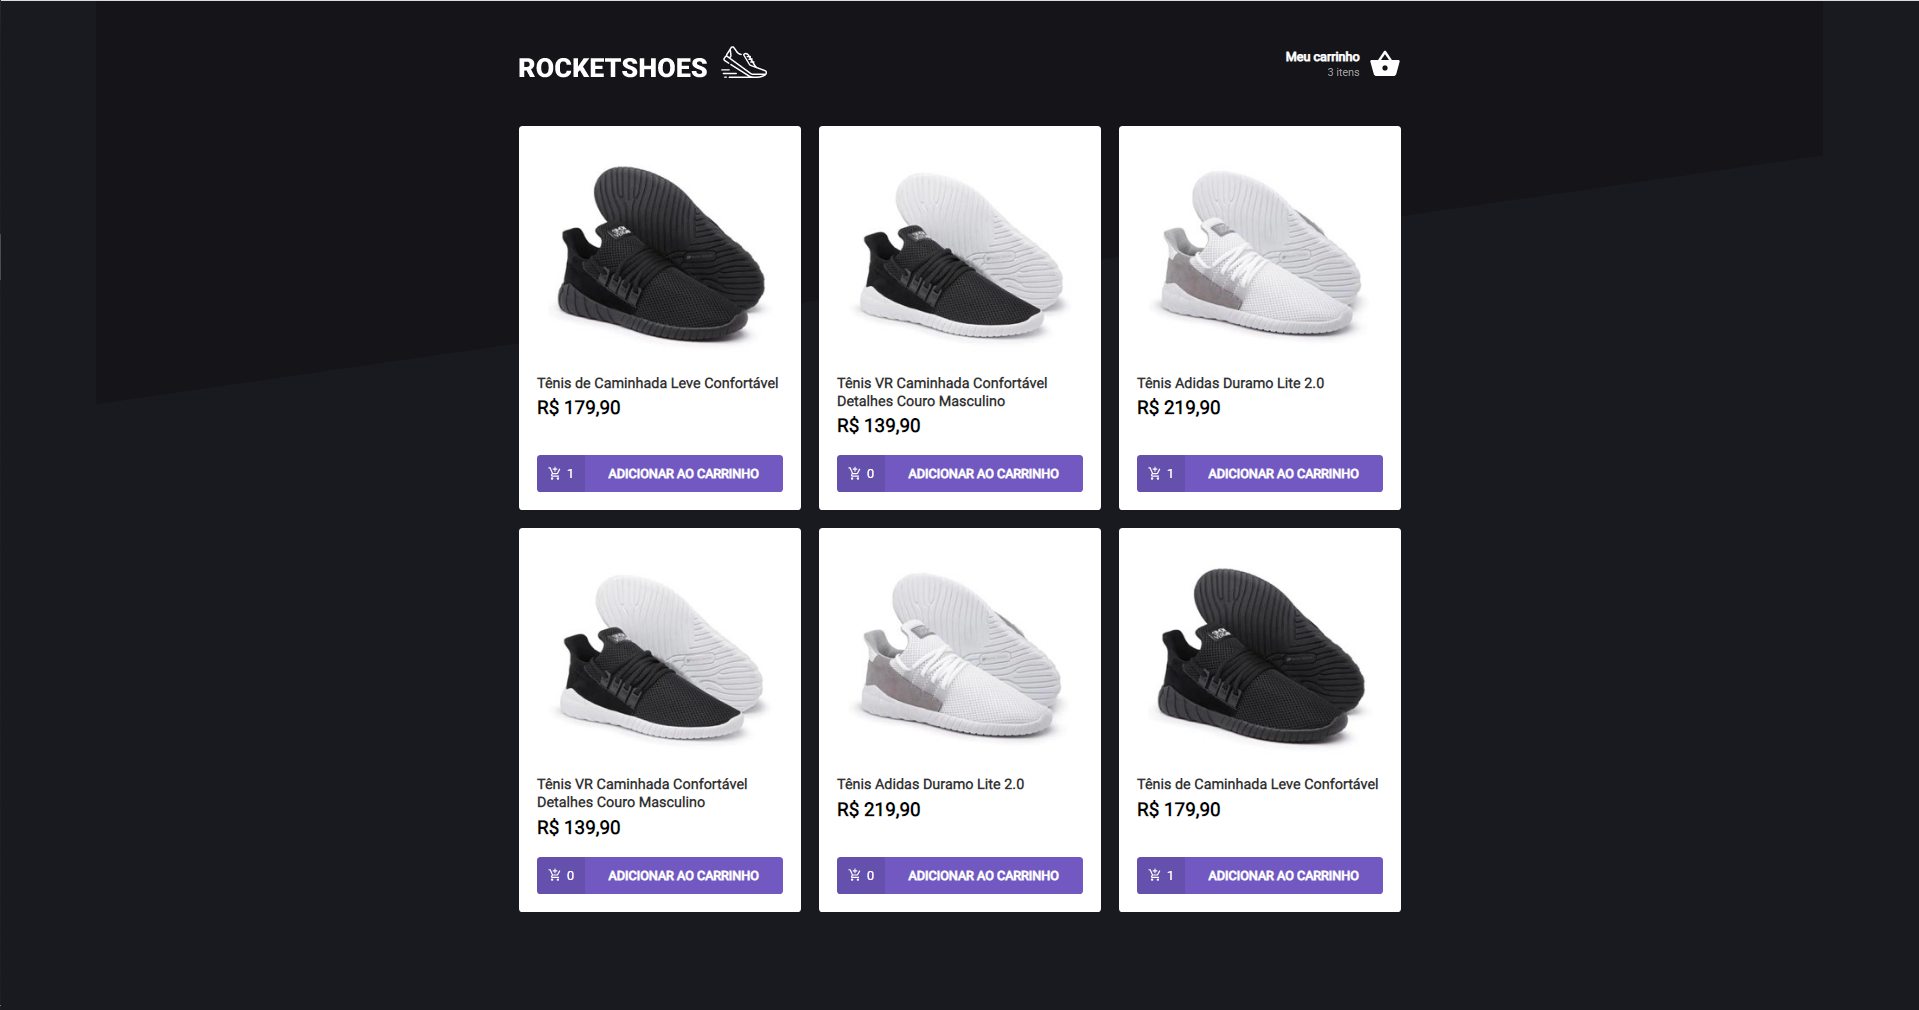 ROCKETSHOES
Meu carrinho
3 itens
Tênis de Caminhada Leve Confortável
R$ 179,90
1 ADICIONAR AO CARRINHO
Tênis VR Caminhada Confortável
Detalhes Couro Masculino
R$ 139,90
0 ADICIONAR AO CARRINHO
Tênis Adidas Duramo Lite 2.0
R$ 219,90
1 ADICIONAR AO CARRINHO
Tênis VR Caminhada Confortável
Detalhes Couro Masculino
R$ 139,90
0 ADICIONAR AO CARRINHO
Tênis Adidas Duramo Lite 2.0
R$ 219,90
0 ADICIONAR AO CARRINHO
Tênis de Caminhada Leve Confortável
R$ 179,90
1 ADICIONAR AO CARRINHO